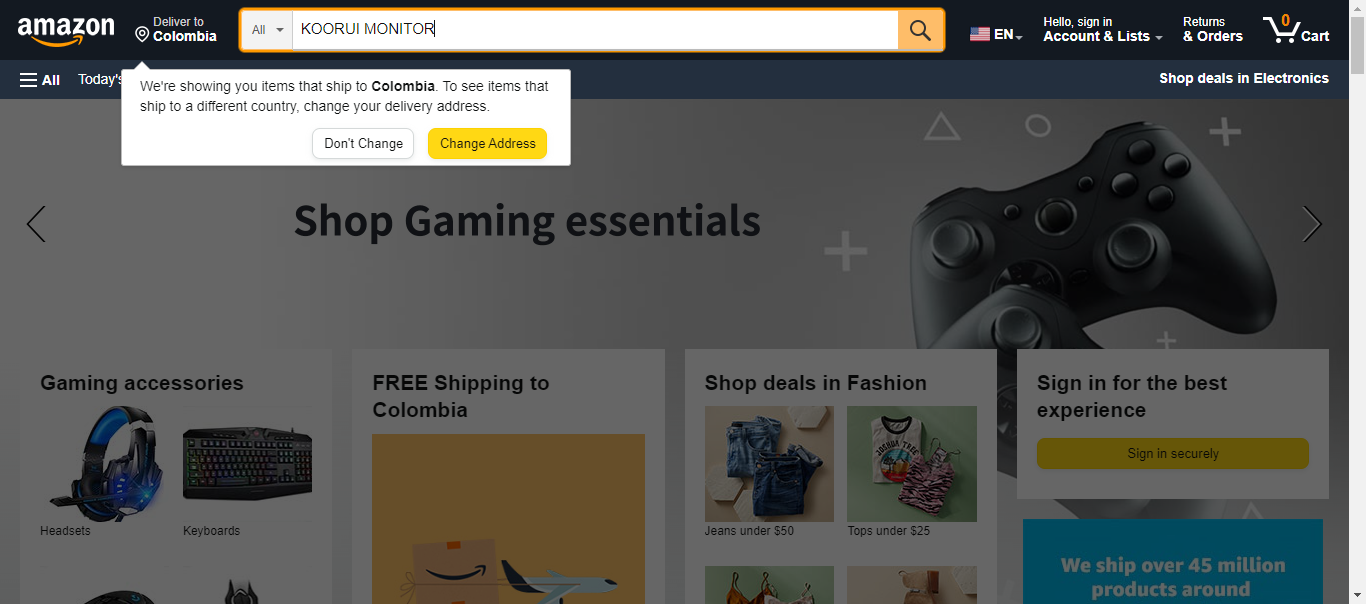 amazon
Deliver to
Colombia
All
KOORUI MONITOR
EN
Hello, sign in
Account & Lists
Returns
& Orders
0
Cart
All
Today's
Shop deals in Electronics
We're showing you items that ship to Colombia. To see items that
ship to a different country, change your delivery address.
Don't Change
Change Address
Shop Gaming essentials
Gaming accessories
Headsets
Keyboards
FREE Shipping to
Colombia
Shop deals in Fashion
JOSHUA TREE
Jeans under $50
Tops under $25
Sign in for the best
experience
Sign in securely
We ship over 45 million
products around